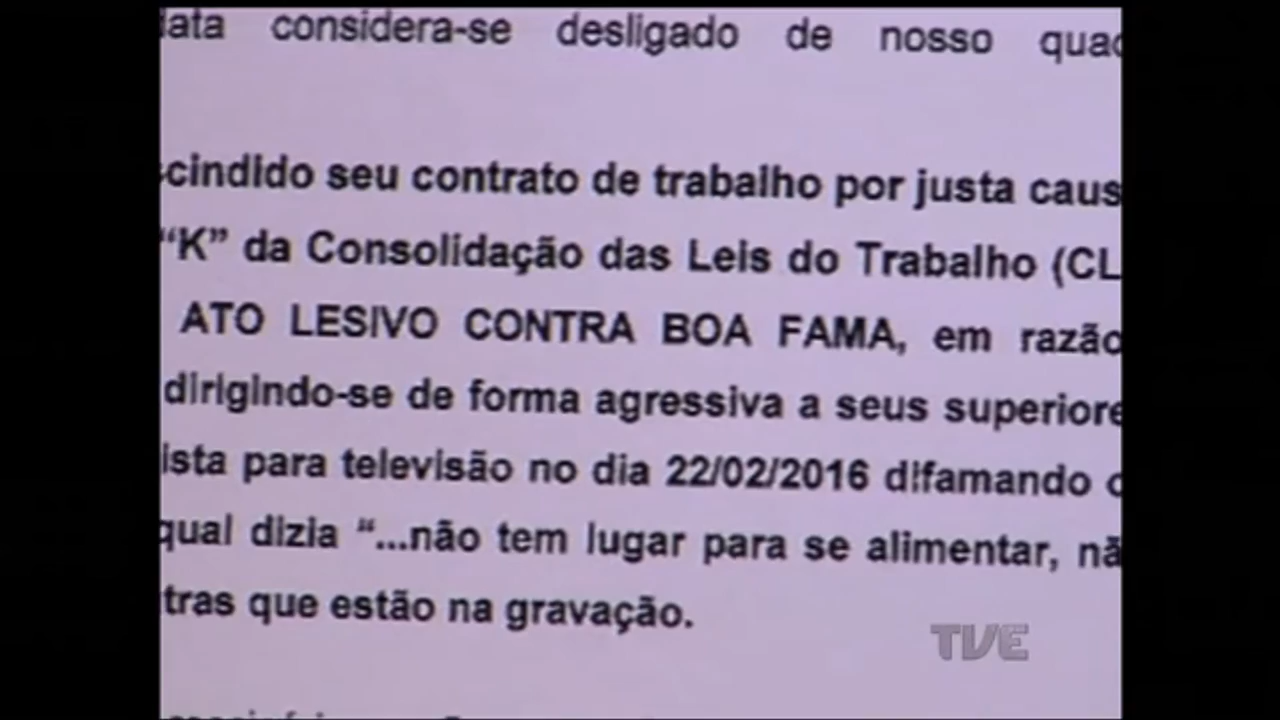 data considera-se desligado de nosso quad
scindido seu contrato de trabalho por justa caus
“K” da Consolidação das Leis do Trabalho (CL
ATO LESIVO CONTRA BOA FAMA, em razão
dirigindo-se de forma agressiva a seus superiore
ista para televisão no dia 22/02/2016 difamando
qual dizia “...não tem lugar para se alimentar, nã
tras que estão na gravação.
TVE